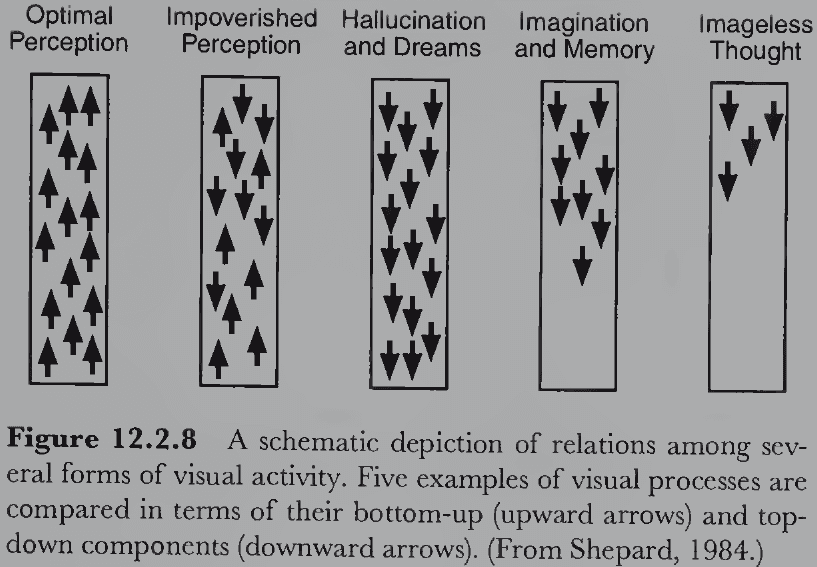 Optimal
Perception
Impoverished
Perception
Hallucination
and Dreams
Imagination
and Memory
Imageless
Thought
Figure 12.2.8 A schematic depiction of relations among sev-
eral forms of visual activity. Five examples of visual processes are
compared in terms of their bottom-up (upward arrows) and top-
down components (downward arrows). (From Shepard, 1984.)